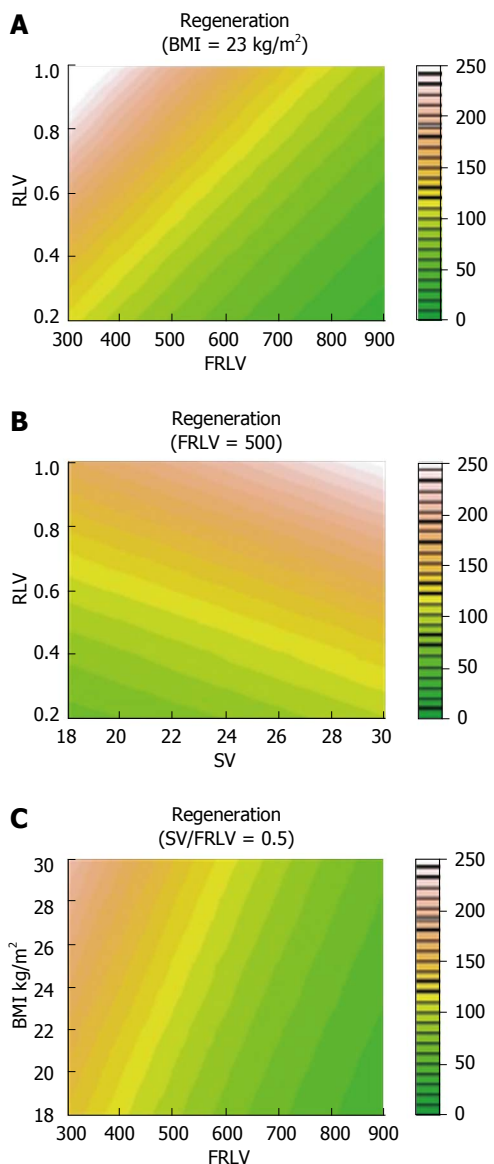 A
Regeneration
(BMI = 23 kg/m²)
1.0
0.8
0.6
0.4
0.2
RLV
300 400 500 600 700 800 900
FRLV
250
200
150
100
50
0
B
Regeneration
(FRLV = 500)
1.0
0.8
0.6
0.4
0.2
RLV
18 20 22 24 26 28 30
SV
250
200
150
100
50
0
C
Regeneration
(SV/FRLV = 0.5)
30
28
26
24
22
20
18
BMI kg/m²
300 400 500 600 700 800 900
FRLV
250
200
150
100
50
0